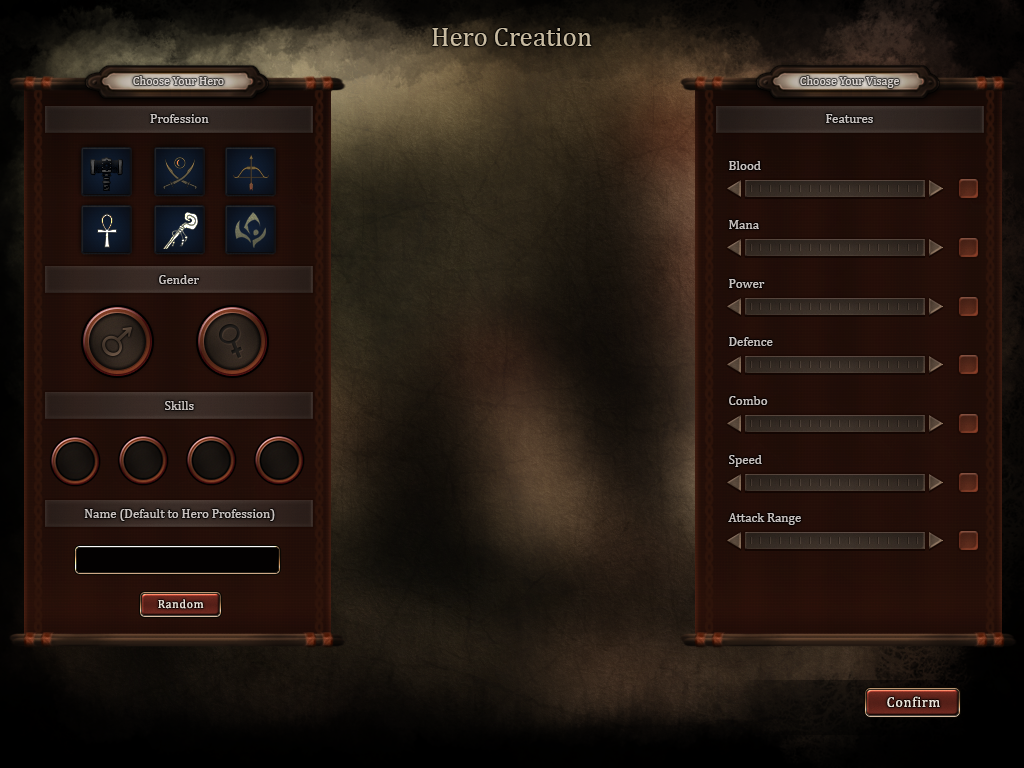 Hero Creation
Choose Your Hero
Profession
Gender
Skills
Name (Default to Hero Profession)
Random
Choose Your Visage
Features
Blood
Mana
Power
Defence
Combo
Speed
Attack Range
Confirm